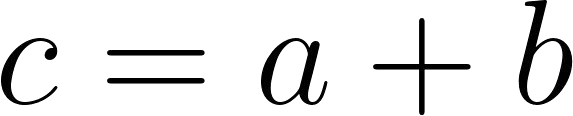 c = a + b